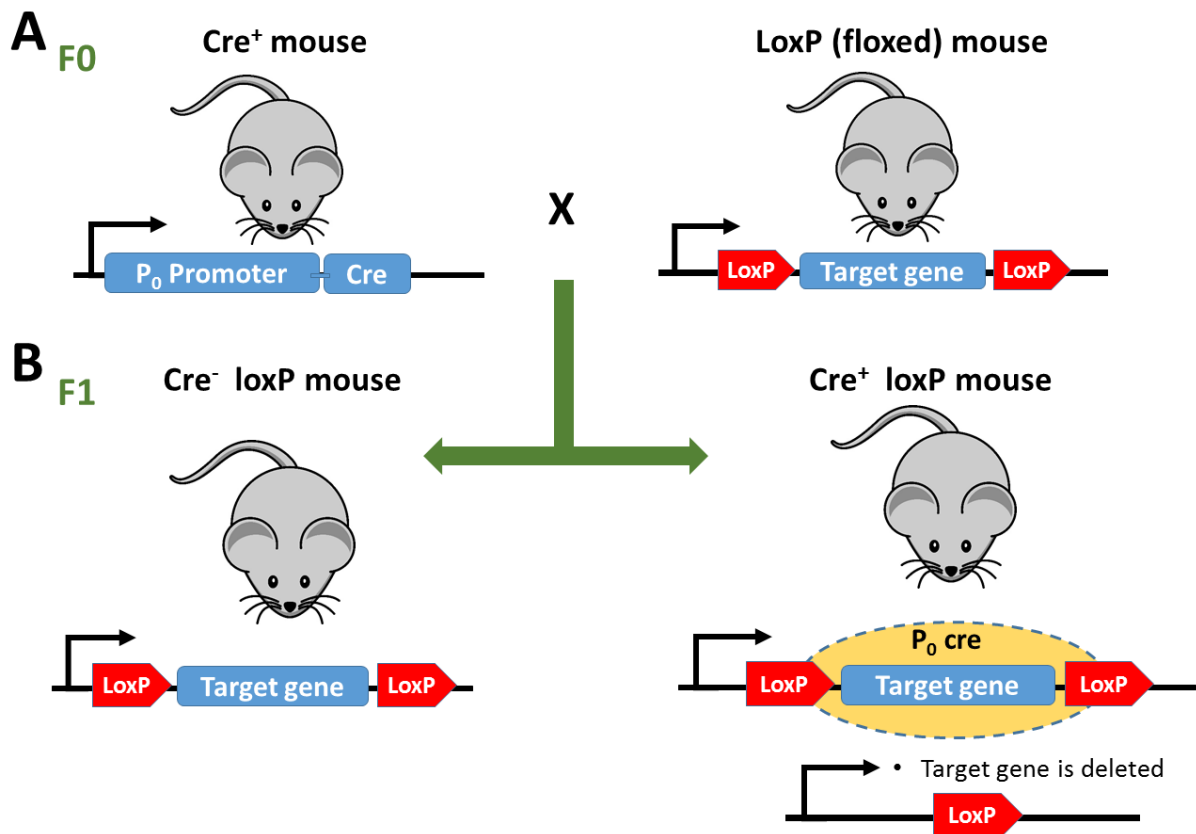 A
F0
Cre⁺ mouse
LoxP (floxed) mouse
X
P₀ Promoter
Cre
LoxP
Target gene
LoxP
B
F1
Cre⁻ loxP mouse
Cre⁺ loxP mouse
LoxP
Target gene
LoxP
P₀ cre
LoxP
Target gene
LoxP
• Target gene is deleted
LoxP